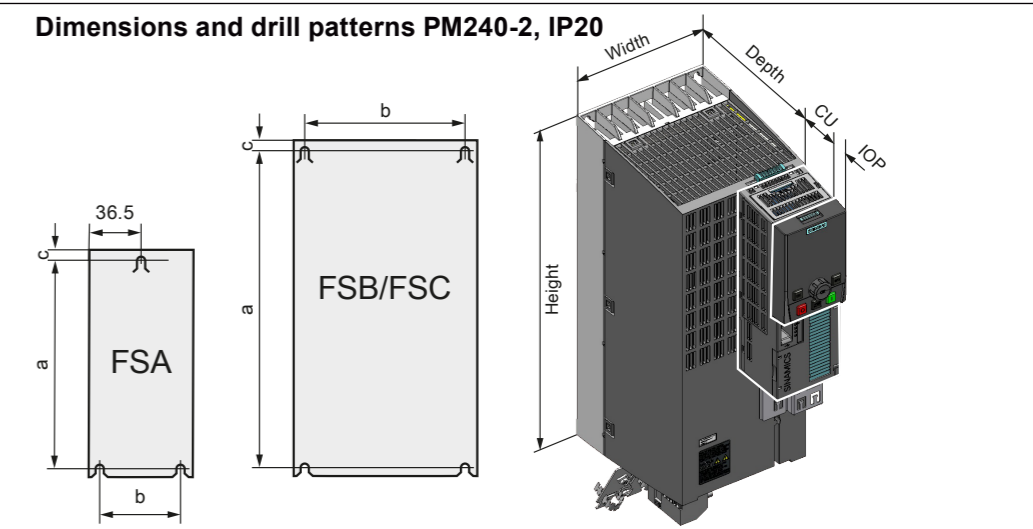 Dimensions and drill patterns PM240-2, IP20
Width
Depth
CU
IOP
Height
b
c
a
FSB/FSC
36.5
c
a
FSA
b
SINAMICS